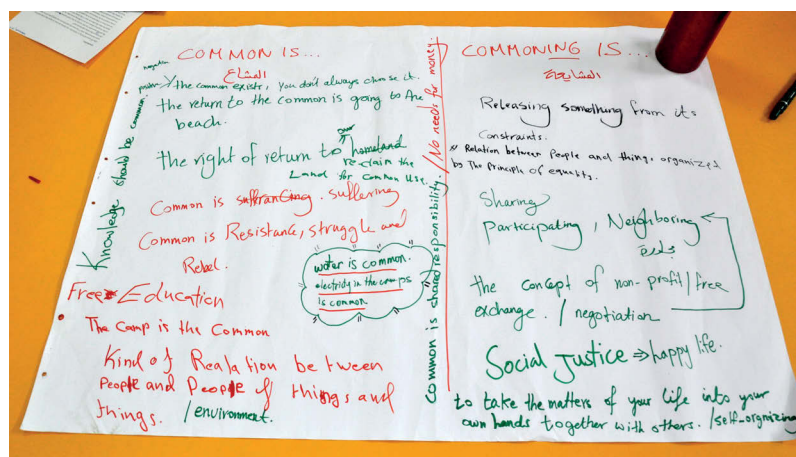 COMMON IS...
المشاع
the common exists, you don't always choose it.
the return to the common is going to the
beach.
the right of return to our homeland
reclaim the
Land for common use.
Common is suffrancing. suffering
Common is Resistance, struggle and
Rebel.
water is common.
electricity in the camps
is common
Free Education
The camp is the Common
Kind of Realation between
People and People of things and
things. /environment.
Knowledge should be common.
Common is shared responsibility. / No needs for money.
COMMONING IS...
المشايعة
Releasing something from its
constraints.
Relation between People and things, organized
by The principle of equality.
Sharing
Participating, Neighboring
the concept of non-profit/free
exchange. / negotiation
Social Justice ⇒ happy life.
to take the matters of your life into your
own hands together with others. /self-orgnizing